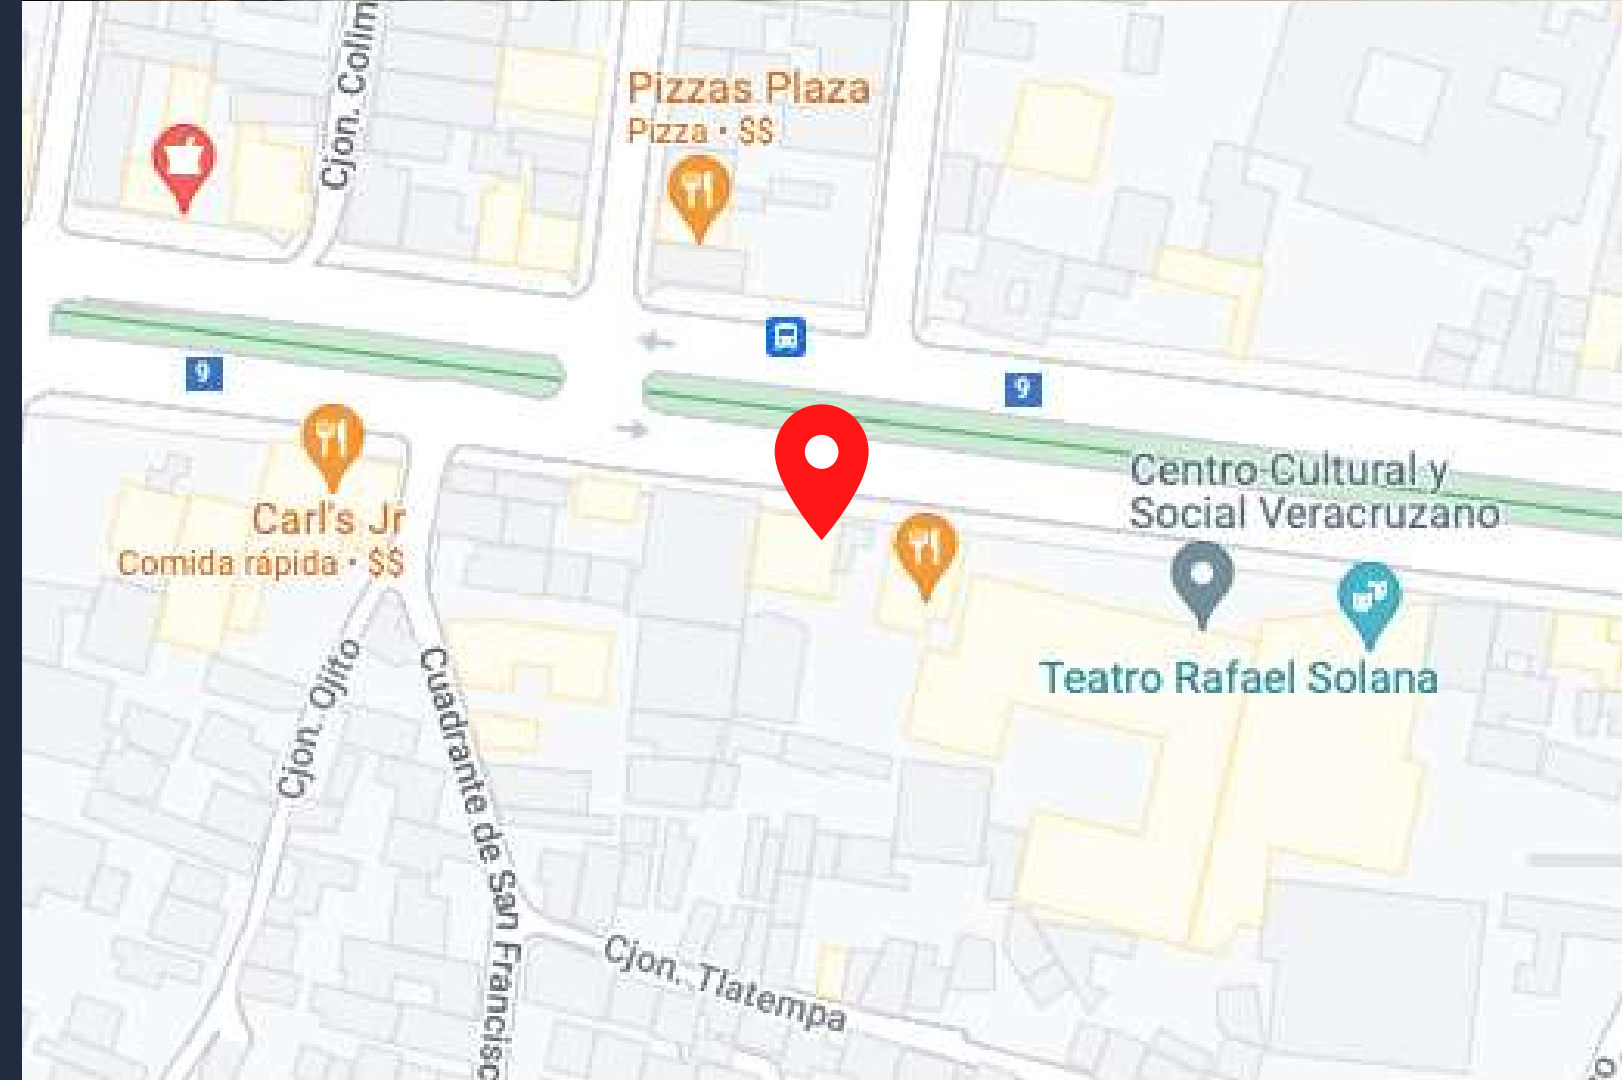 Cjon. Colim
Pizzas Plaza
Pizza • $$
9
9
Carl's Jr
Comida rápida • $$
Centro Cultural y
Social Veracruzano
Teatro Rafael Solana
Cjon. Ojito
Cuadrante de San Francisc
Cjon. Tlatempa